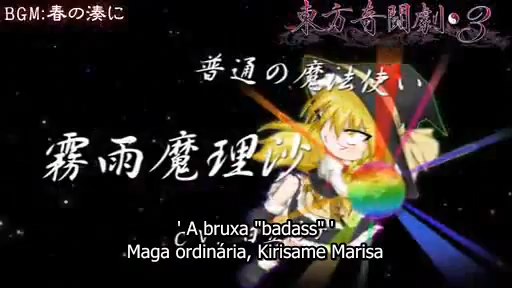 BGM:春の湊に
東方奇闘劇・3
普通の魔法使い
霧雨魔理沙
' A bruxa "badass" '
Maga ordinária, Kirisame Marisa